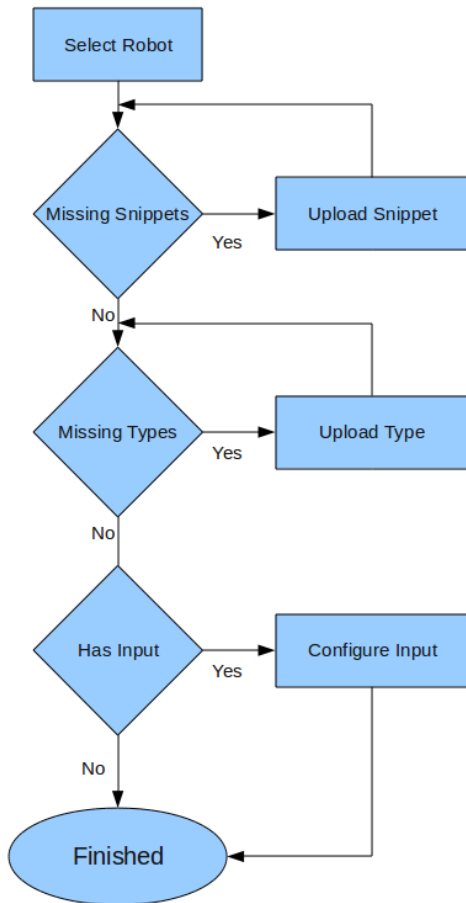 Select Robot
Missing Snippets
Yes
Upload Snippet
No
Missing Types
Yes
Upload Type
No
Has Input
Yes
Configure Input
No
Finished